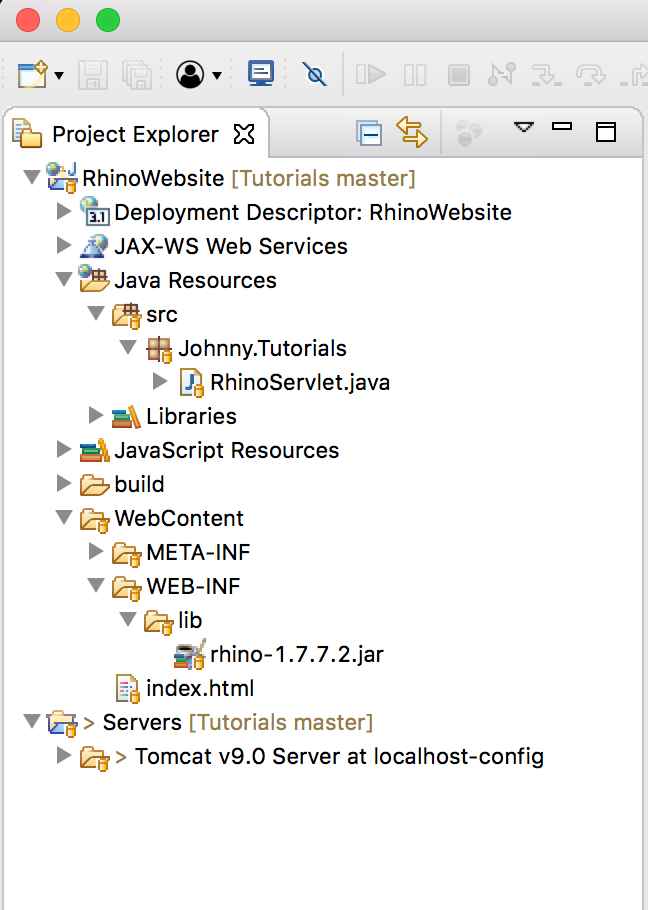 Project Explorer
RhinoWebsite [Tutorials master]
3.1 Deployment Descriptor: RhinoWebsite
JAX-WS Web Services
Java Resources
src
Johnny.Tutorials
J RhinoServlet.java
Libraries
JavaScript Resources
build
WebContent
META-INF
WEB-INF
lib
rhino-1.7.7.2.jar
index.html
> Servers [Tutorials master]
> Tomcat v9.0 Server at localhost-config